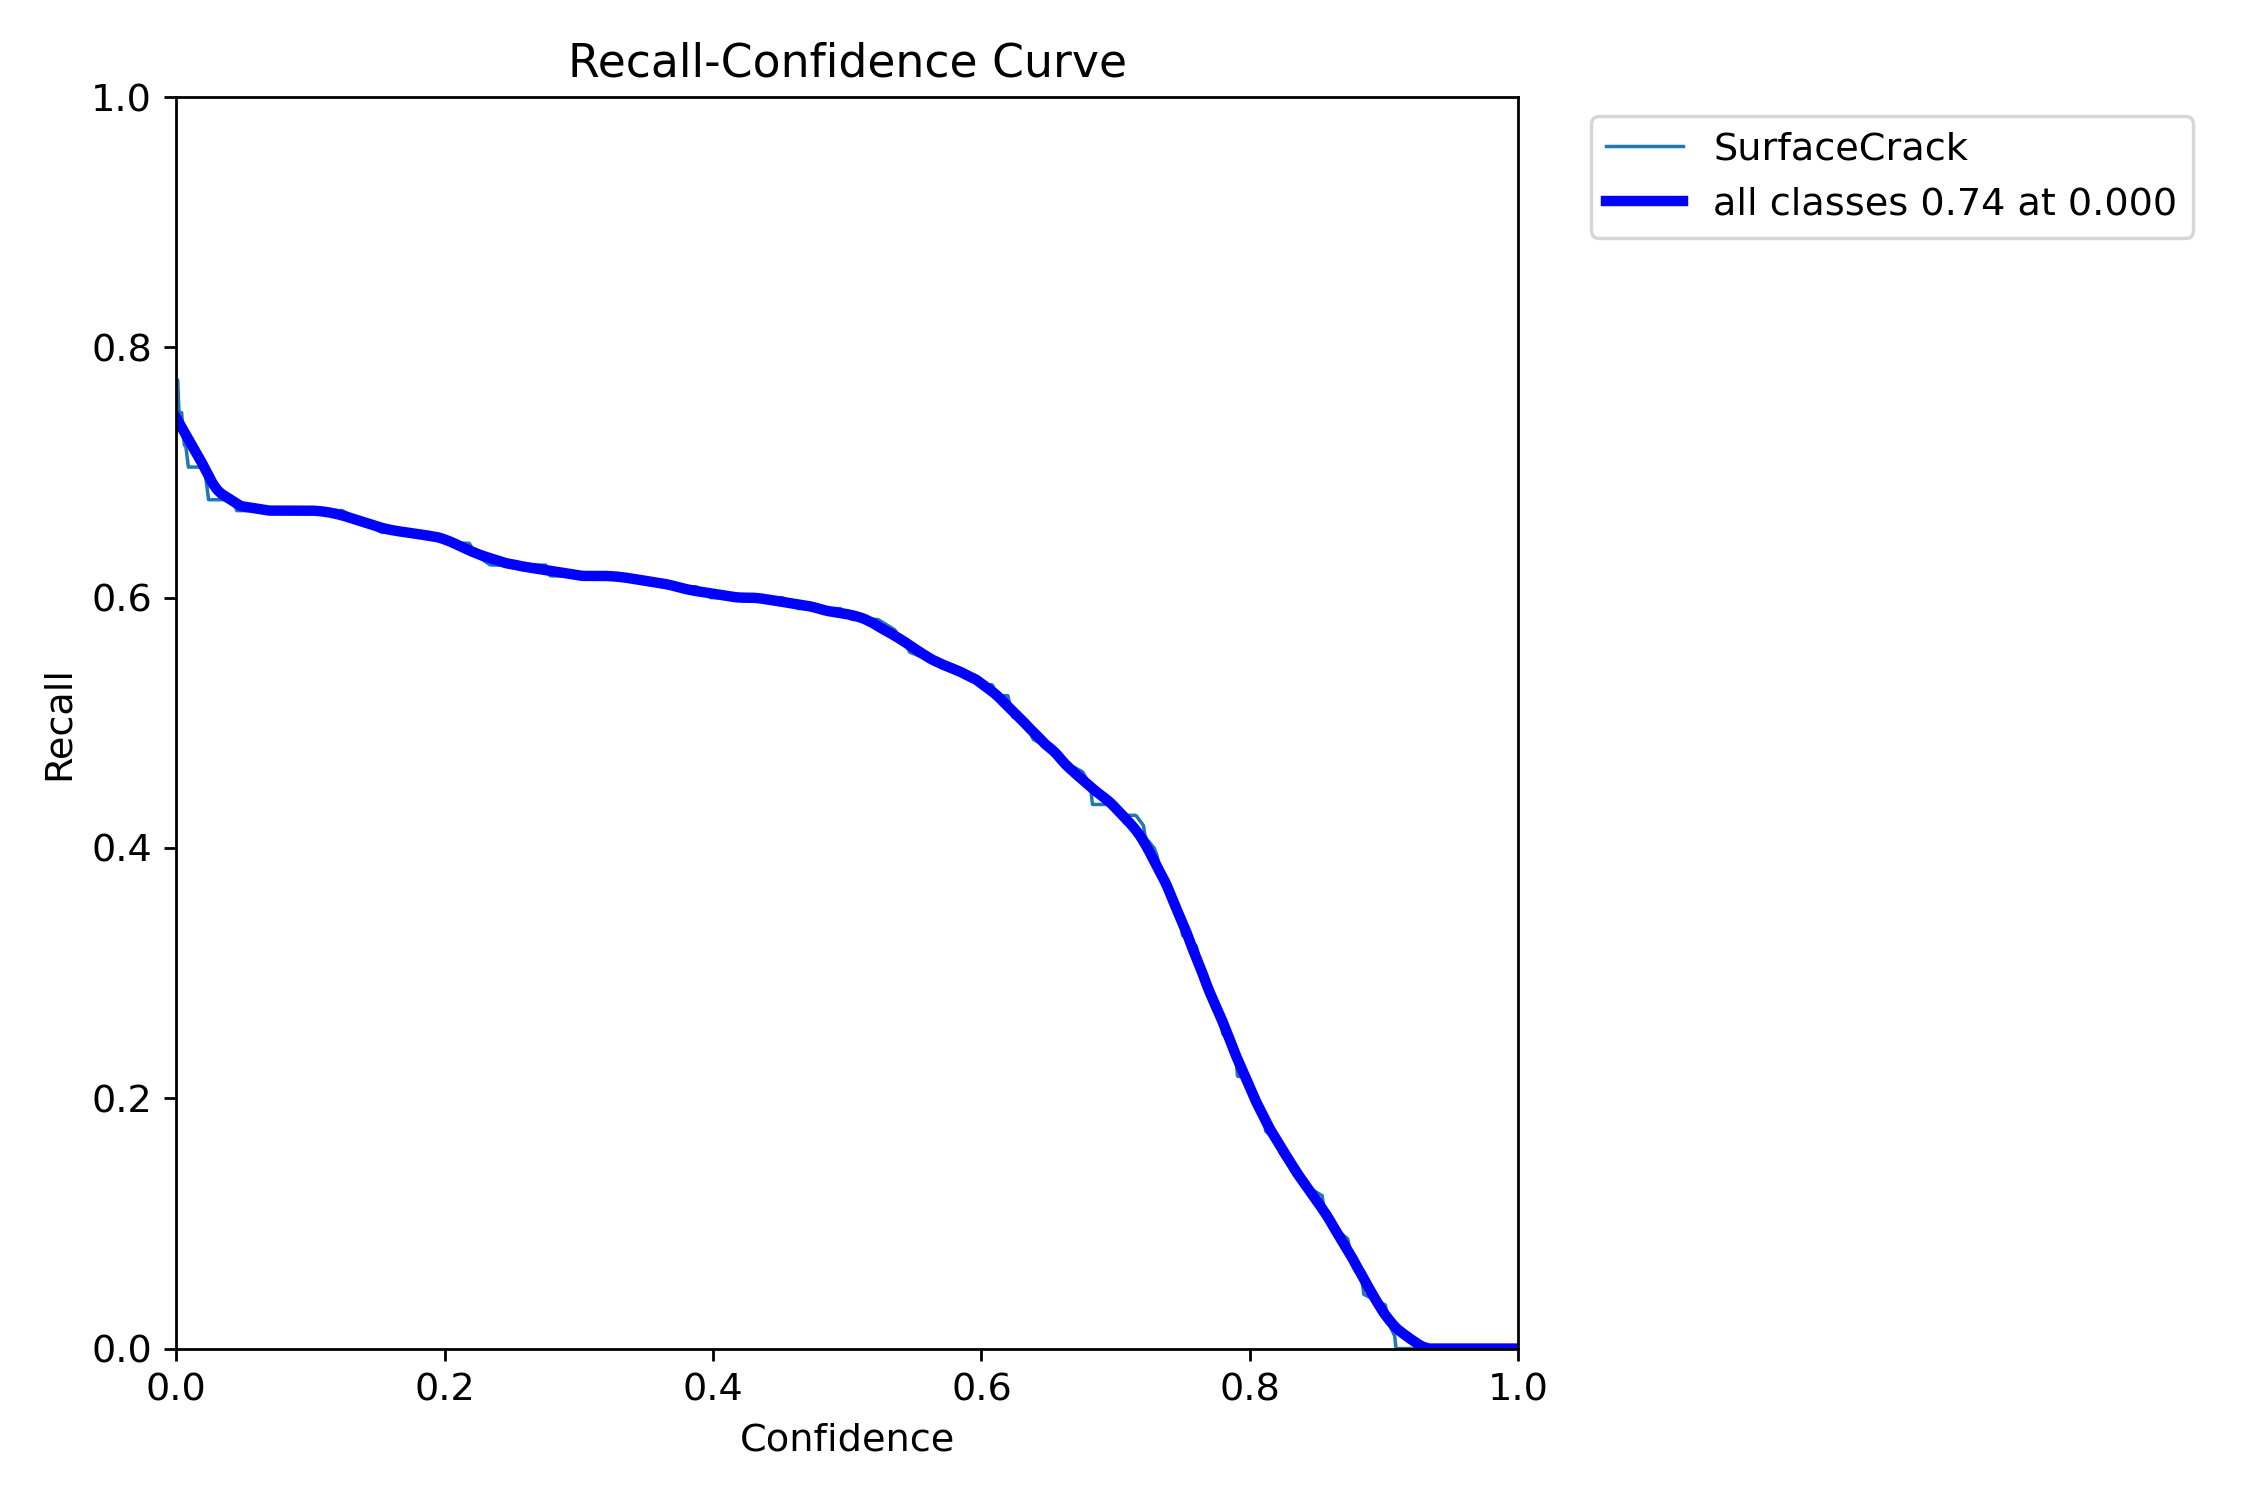 Recall-Confidence Curve
1.0
0.8
0.6
0.4
0.2
0.0
Recall
0.0 0.2 0.4 0.6 0.8 1.0
Confidence
SurfaceCrack
all classes 0.74 at 0.000